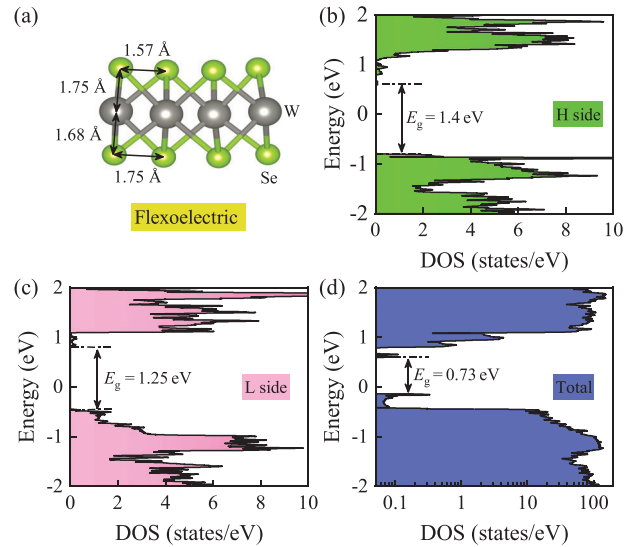 (a)
1.57 Å
1.75 Å
1.68 Å
1.75 Å
W
Se
Flexoelectric
(b)
2
1
0
-1
-2
Energy (eV)
E_g = 1.4 eV
H side
0 2 4 6 8 10
DOS (states/eV)
(c)
2
1
0
-1
-2
Energy (eV)
E_g = 1.25 eV
L side
0 2 4 6 8 10
DOS (states/eV)
(d)
2
1
0
-1
-2
Energy (eV)
E_g = 0.73 eV
Total
0.1 1 10 100
DOS (states/eV)